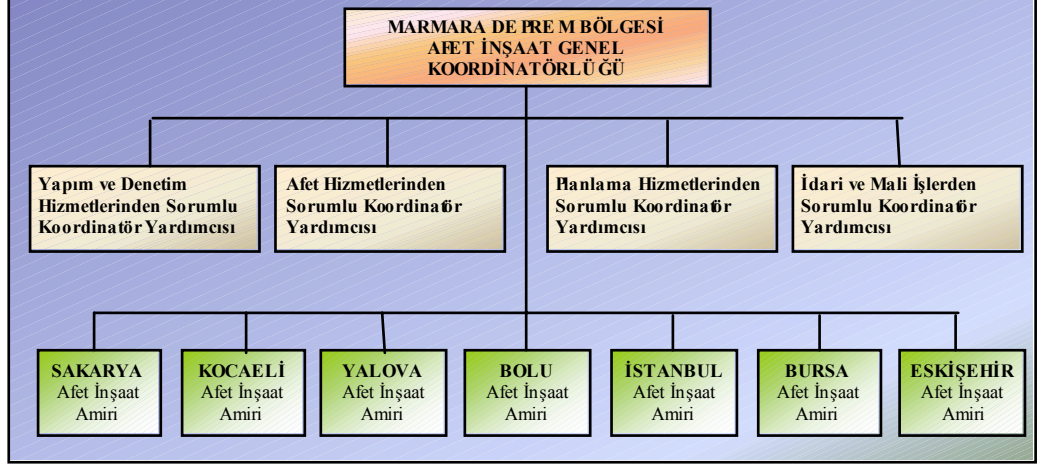 MARMARA DEPREM BÖLGESİ
AFET İNŞAAT GENEL
KOORDİNATÖRLÜĞÜ
Yapım ve Denetim
Hizmetlerinden Sorumlu
Koordinatör Yardımcısı
Afet Hizmetlerinden
Sorumlu Koordinatör
Yardımcısı
Planlama Hizmetlerinden
Sorumlu Koordinatör
Yardımcısı
İdari ve Mali İşlerden
Sorumlu Koordinatör
Yardımcısı
SAKARYA
Afet İnşaat
Amiri
KOCAELİ
Afet İnşaat
Amiri
YALOVA
Afet İnşaat
Amiri
BOLU
Afet İnşaat
Amiri
İSTANBUL
Afet İnşaat
Amiri
BURSA
Afet İnşaat
Amiri
ESKİŞEHİR
Afet İnşaat
Amiri